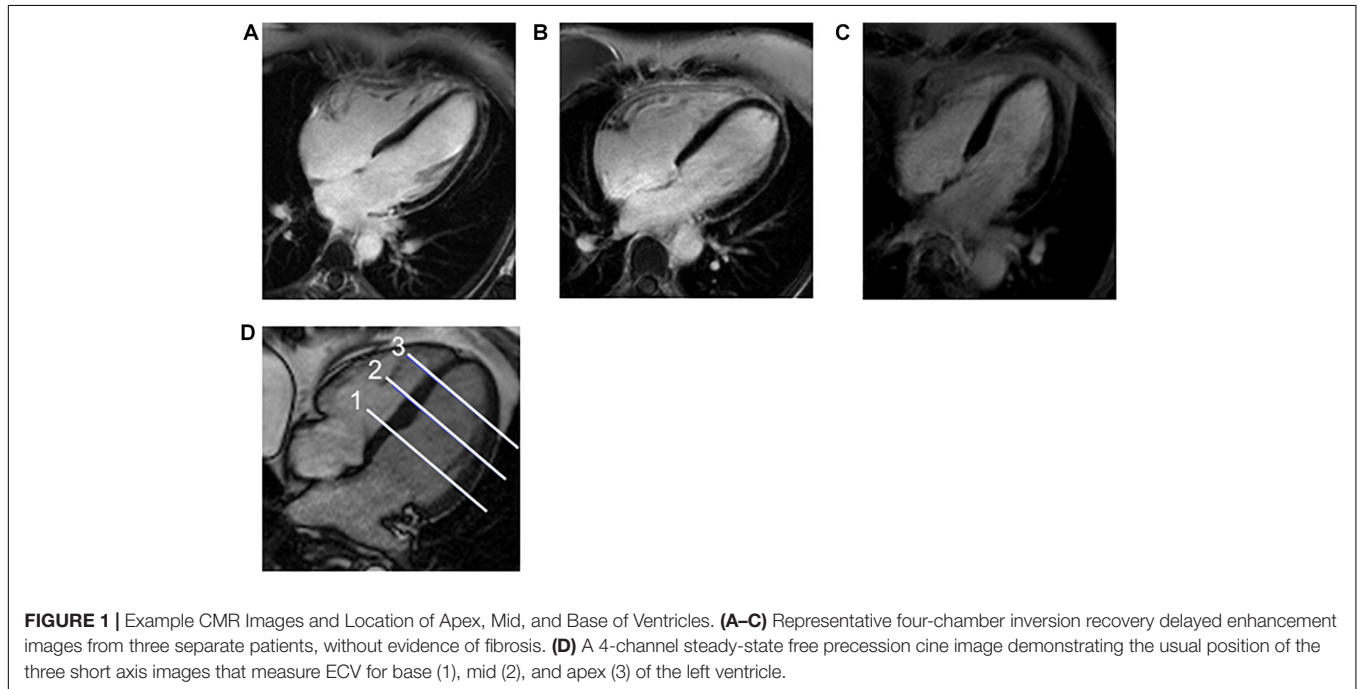 A
B
C
D
3
2
1
FIGURE 1 | Example CMR Images and Location of Apex, Mid, and Base of Ventricles. (A–C) Representative four-chamber inversion recovery delayed enhancement
images from three separate patients, without evidence of fibrosis. (D) A 4-channel steady-state free precession cine image demonstrating the usual position of the
three short axis images that measure ECV for base (1), mid (2), and apex (3) of the left ventricle.